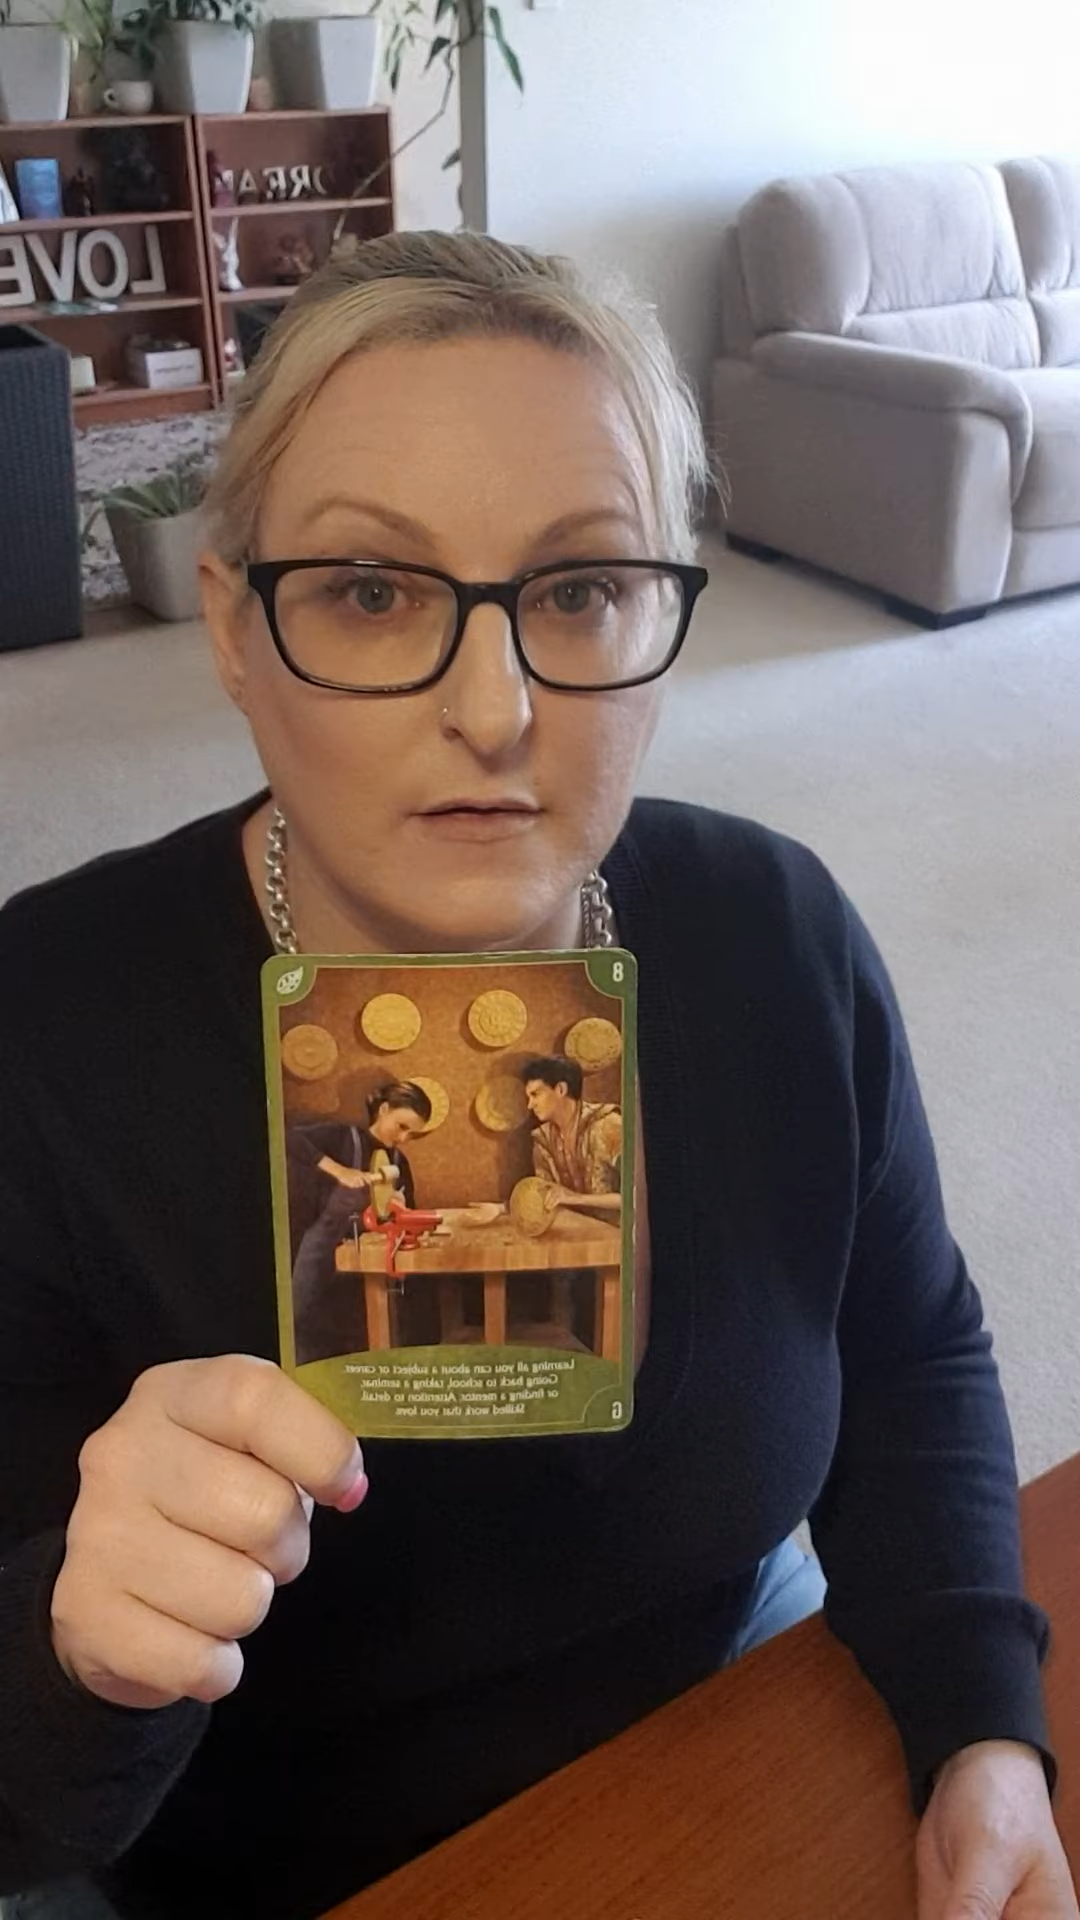 DREAM
LOVE
8
Learning all you can about a subject or career.
Going back to school, taking a seminar,
or finding a mentor. Attention to detail.
Skilled work that you love.
G